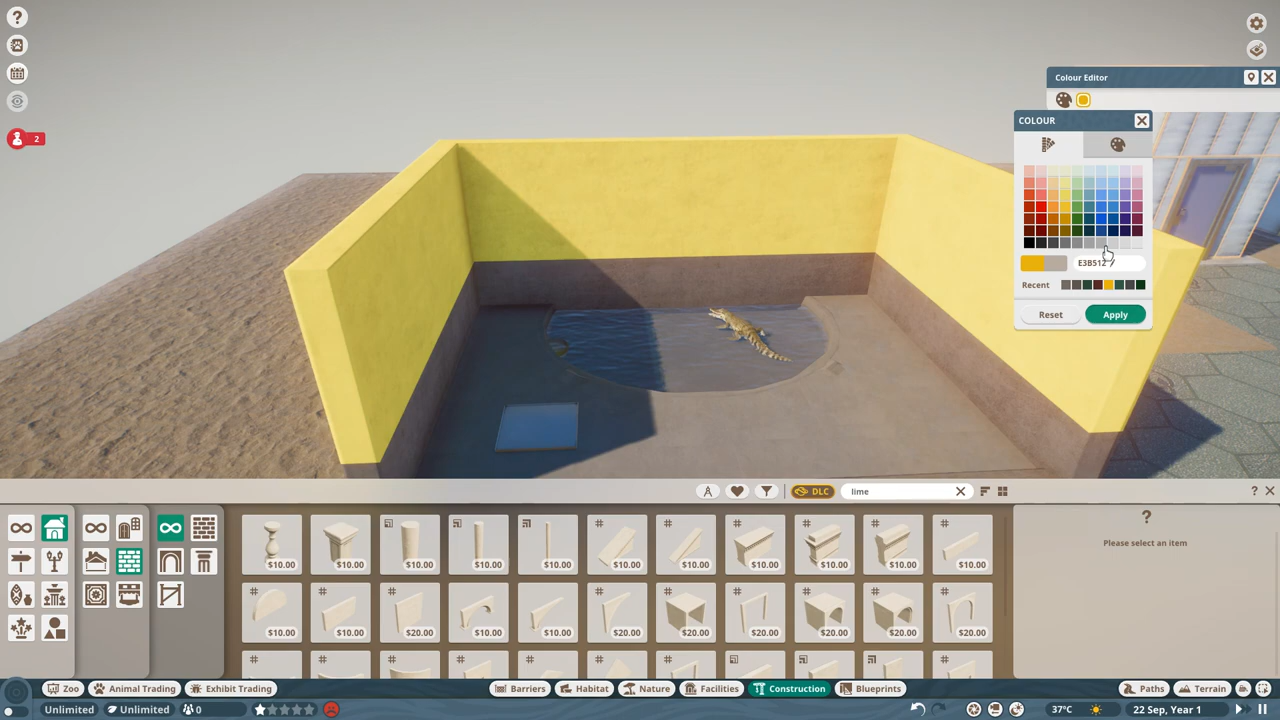 ?
2
Colour Editor
COLOUR
E3B512
Recent
Reset
Apply
DLC
lime
?
$10.00
$10.00
$10.00
$10.00
$10.00
$10.00
$10.00
$10.00
$10.00
$10.00
$10.00
$10.00
$10.00
$20.00
$10.00
$10.00
$20.00
$20.00
$20.00
$20.00
$20.00
$10.00
?
Please select an item
Zoo
Animal Trading
Exhibit Trading
Barriers
Habitat
Nature
Facilities
Construction
Blueprints
Paths
Terrain
Unlimited
Unlimited
0
37°C
22 Sep, Year 1